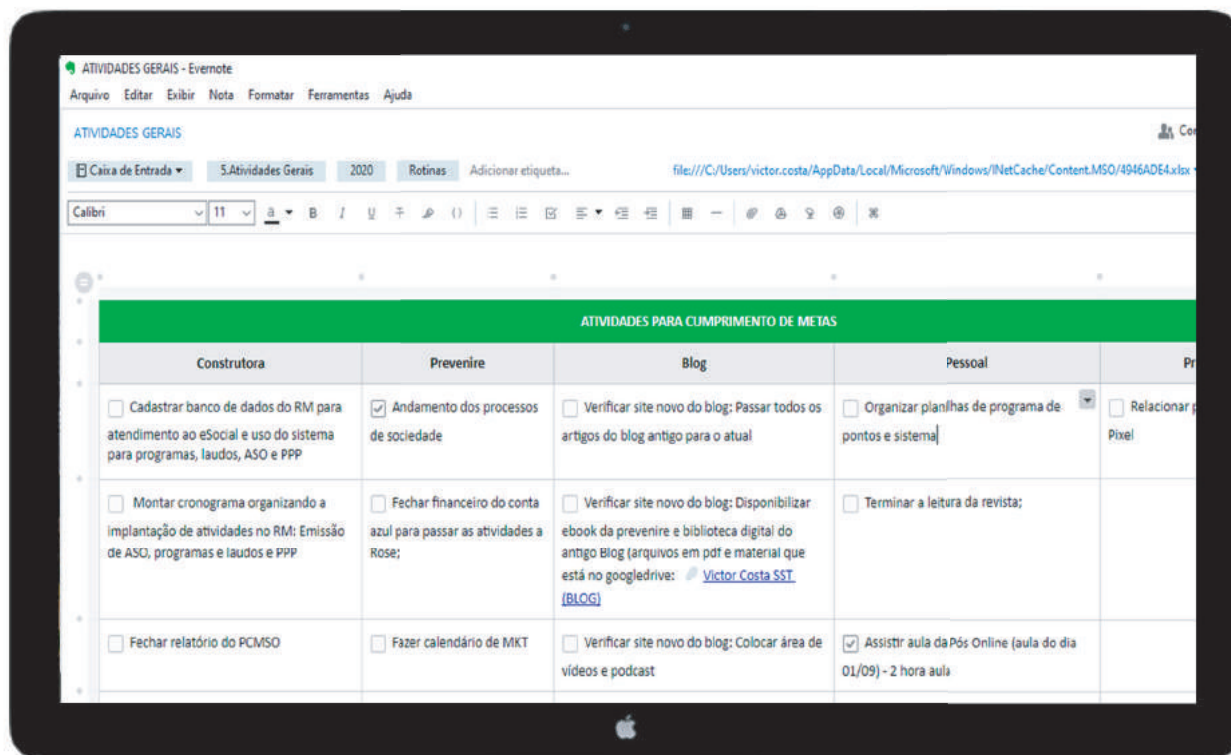 ATIVIDADES GERAIS - Evernote
Arquivo Editar Exibir Nota Formatar Ferramentas Ajuda
ATIVIDADES GERAIS
Caixa de Entrada 5.Atividades Gerais 2020 Rotinas Adicionar etiqueta... file:///C:/Users/victor.costa/AppData/Local/Microsoft/Windows/INetCache/Content.MSO/4946ADE4.xlsx
Calibri 11 a B I U T
ATIVIDADES PARA CUMPRIMENTO DE METAS
Construtora Prevenire Blog Pessoal
Cadastrar banco de dados do RM para
atendimento ao eSocial e uso do sistema
para programas, laudos, ASO e PPP
Andamento dos processos
de sociedade
Verificar site novo do blog: Passar todos os
artigos do blog antigo para o atual
Organizar planilhas de programa de
pontos e sistema
Relacionar
Pixel
Montar cronograma organizando a
implantação de atividades no RM: Emissão
de ASO, programas e laudos e PPP
Fechar financeiro do conta
azul para passar as atividades a
Rose;
Verificar site novo do blog: Disponibilizar
ebook da prevenire e biblioteca digital do
antigo Blog (arquivos em pdf e material que
está no googledrive: Victor Costa SST
(BLOG)
Terminar a leitura da revista;
Fechar relatório do PCMSO
Fazer calendário de MKT
Verificar site novo do blog: Colocar área de
vídeos e podcast
Assistir aula da Pós Online (aula do dia
01/09) - 2 hora aula